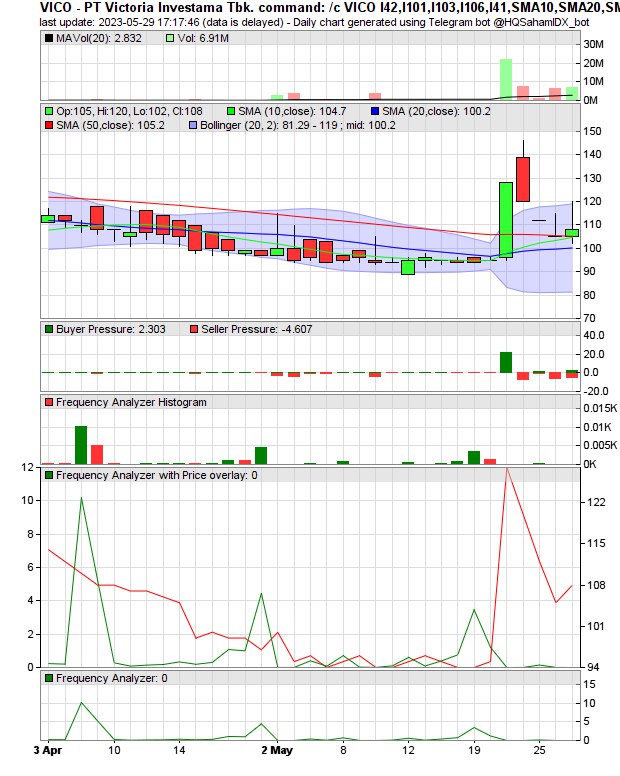 VICO - PT Victoria Investama Tbk. command: /c VICO I42,I101,I103,I106,I41,SMA10,SMA20,SM
last update: 2023-05-29 17:17:46 (data is delayed) - Daily chart generated using Telegram bot @HQSahamIDX_bot
MAVol(20): 2.832 Vol: 6.91M
30M
20M
10M
0M
Op:105, Hi:120, Lo:102, Cl:108 SMA (10,close): 104.7 SMA (20,close): 100.2
SMA (50,close): 105.2 Bollinger (20, 2): 81.29 - 119 ; mid: 100.2
150
140
130
120
110
100
90
80
70
Buyer Pressure: 2.303 Seller Pressure: -4.607
40.0
20.0
0.0
-20.0
Frequency Analyzer Histogram
0.015K
0.01K
0.005K
0K
Frequency Analyzer with Price overlay: 0
12
10
8
6
4
2
0
122
115
108
101
94
Frequency Analyzer: 0
15
10
5
0
3 Apr 10 14 2 May 8 12 19 25